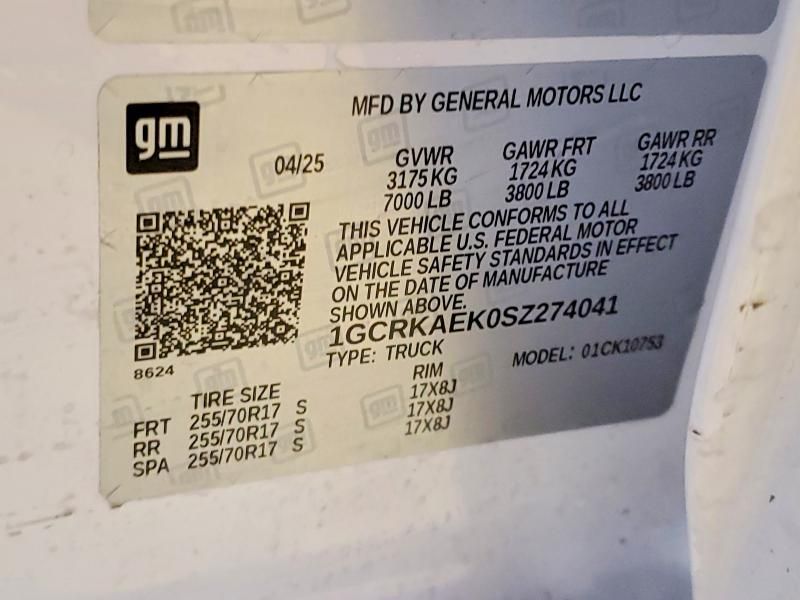 gm
MFD BY GENERAL MOTORS LLC
04/25
GVWR GAWR FRT GAWR RR
3175 KG 1724 KG 1724 KG
7000 LB 3800 LB 3800 LB
THIS VEHICLE CONFORMS TO ALL
APPLICABLE U.S. FEDERAL MOTOR
VEHICLE SAFETY STANDARDS IN EFFECT
ON THE DATE OF MANUFACTURE
SHOWN ABOVE.
1GCRKAEK0SZ274041
TYPE: TRUCK MODEL: 01CK10753
8624
TIRE SIZE RIM
FRT 255/70R17 S 17X8J
RR 255/70R17 S 17X8J
SPA 255/70R17 S 17X8J